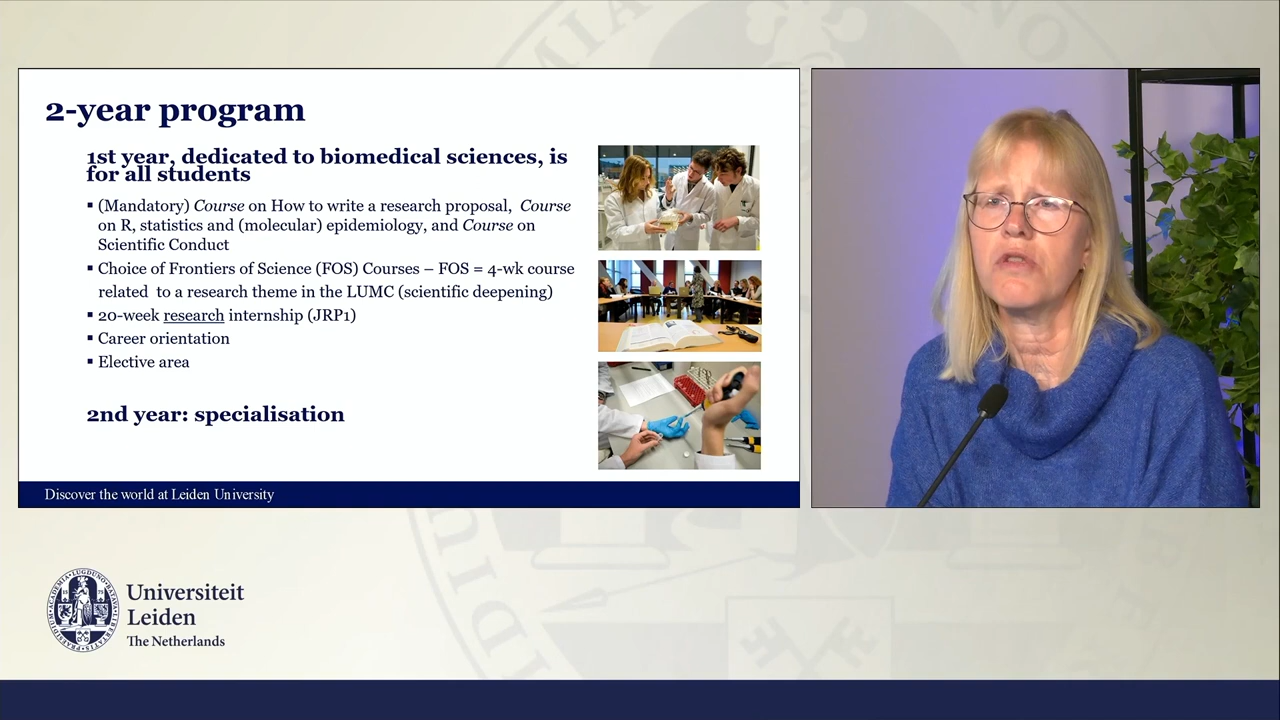 2-year program
1st year, dedicated to biomedical sciences, is
for all students
▪ (Mandatory) Course on How to write a research proposal, Course
on R, statistics and (molecular) epidemiology, and Course on
Scientific Conduct
▪ Choice of Frontiers of Science (FOS) Courses – FOS = 4-wk course
related to a research theme in the LUMC (scientific deepening)
▪ 20-week research internship (JRP1)
▪ Career orientation
▪ Elective area
2nd year: specialisation
Discover the world at Leiden University
Universiteit
Leiden
The Netherlands